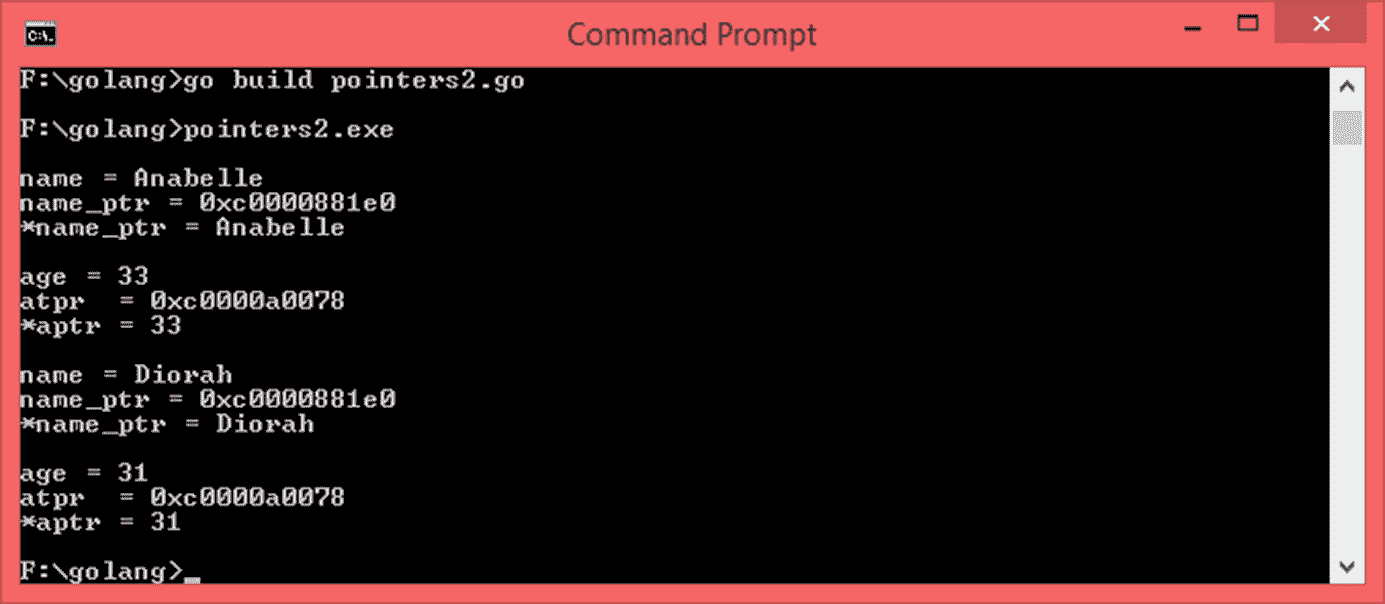 C:\.
Command Prompt
F:\golang>go build pointers2.go
F:\golang>pointers2.exe
name = Anabelle
name_ptr = 0xc0000881e0
*name_ptr = Anabelle
age = 33
atpr  = 0xc0000a0078
*aptr = 33
name = Diorah
name_ptr = 0xc0000881e0
*name_ptr = Diorah
age = 31
atpr  = 0xc0000a0078
*aptr = 31
F:\golang>_